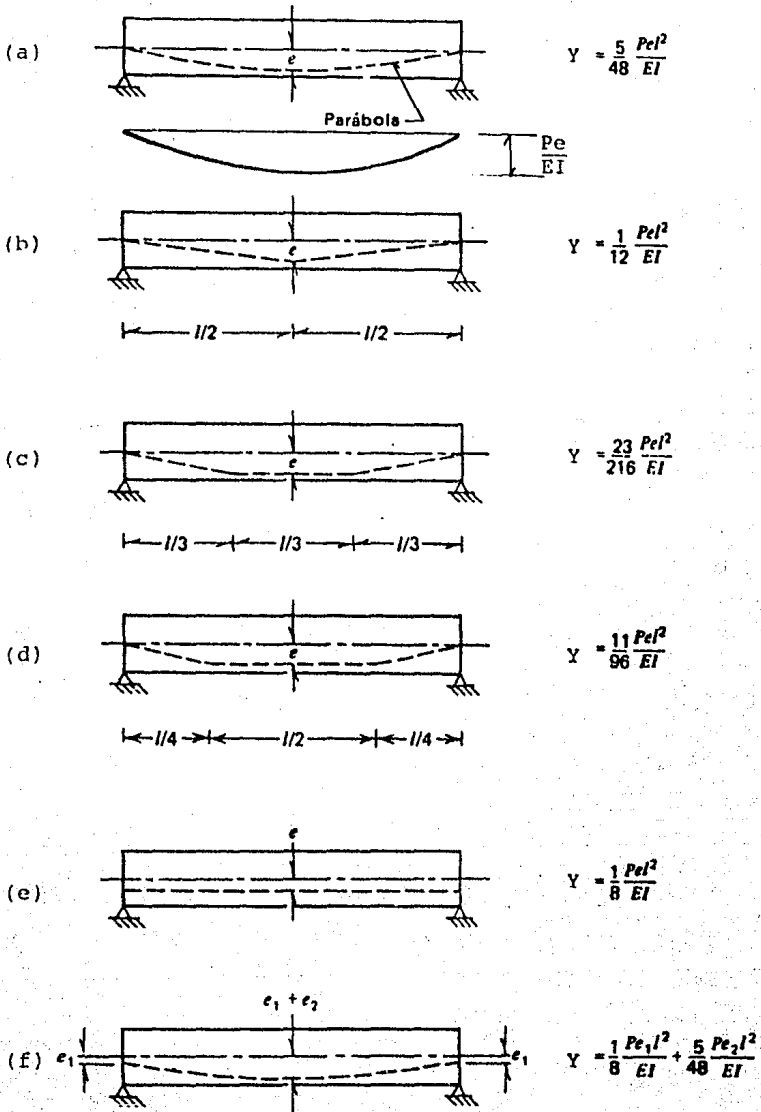 (a) e Y = 5/48 Pel²/EI
Parábola
Pe/EI
(b) e Y = 1/12 Pel²/EI
l/2 l/2
(c) e Y = 23/216 Pel²/EI
l/3 l/3 l/3
(d) e Y = 11/96 Pel²/EI
l/4 l/2 l/4
e
(e) Y = 1/8 Pel²/EI
e₁ + e₂
(f) e₁ e₁ Y = 1/8 Pe₁l²/EI + 5/48 Pe₂l²/EI